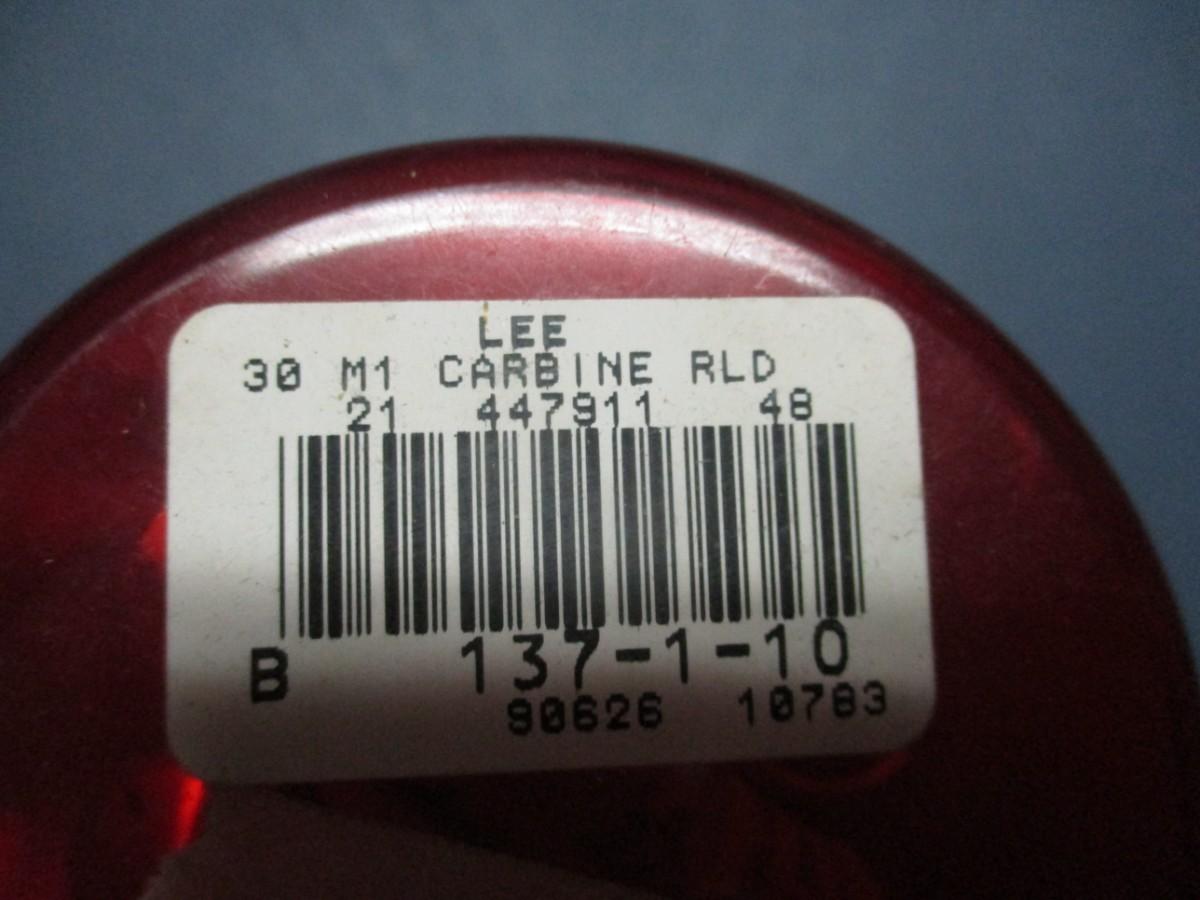 LEE
30 M1 CARBINE RLD
21 447911 48
B 137-1-10
90626 10783